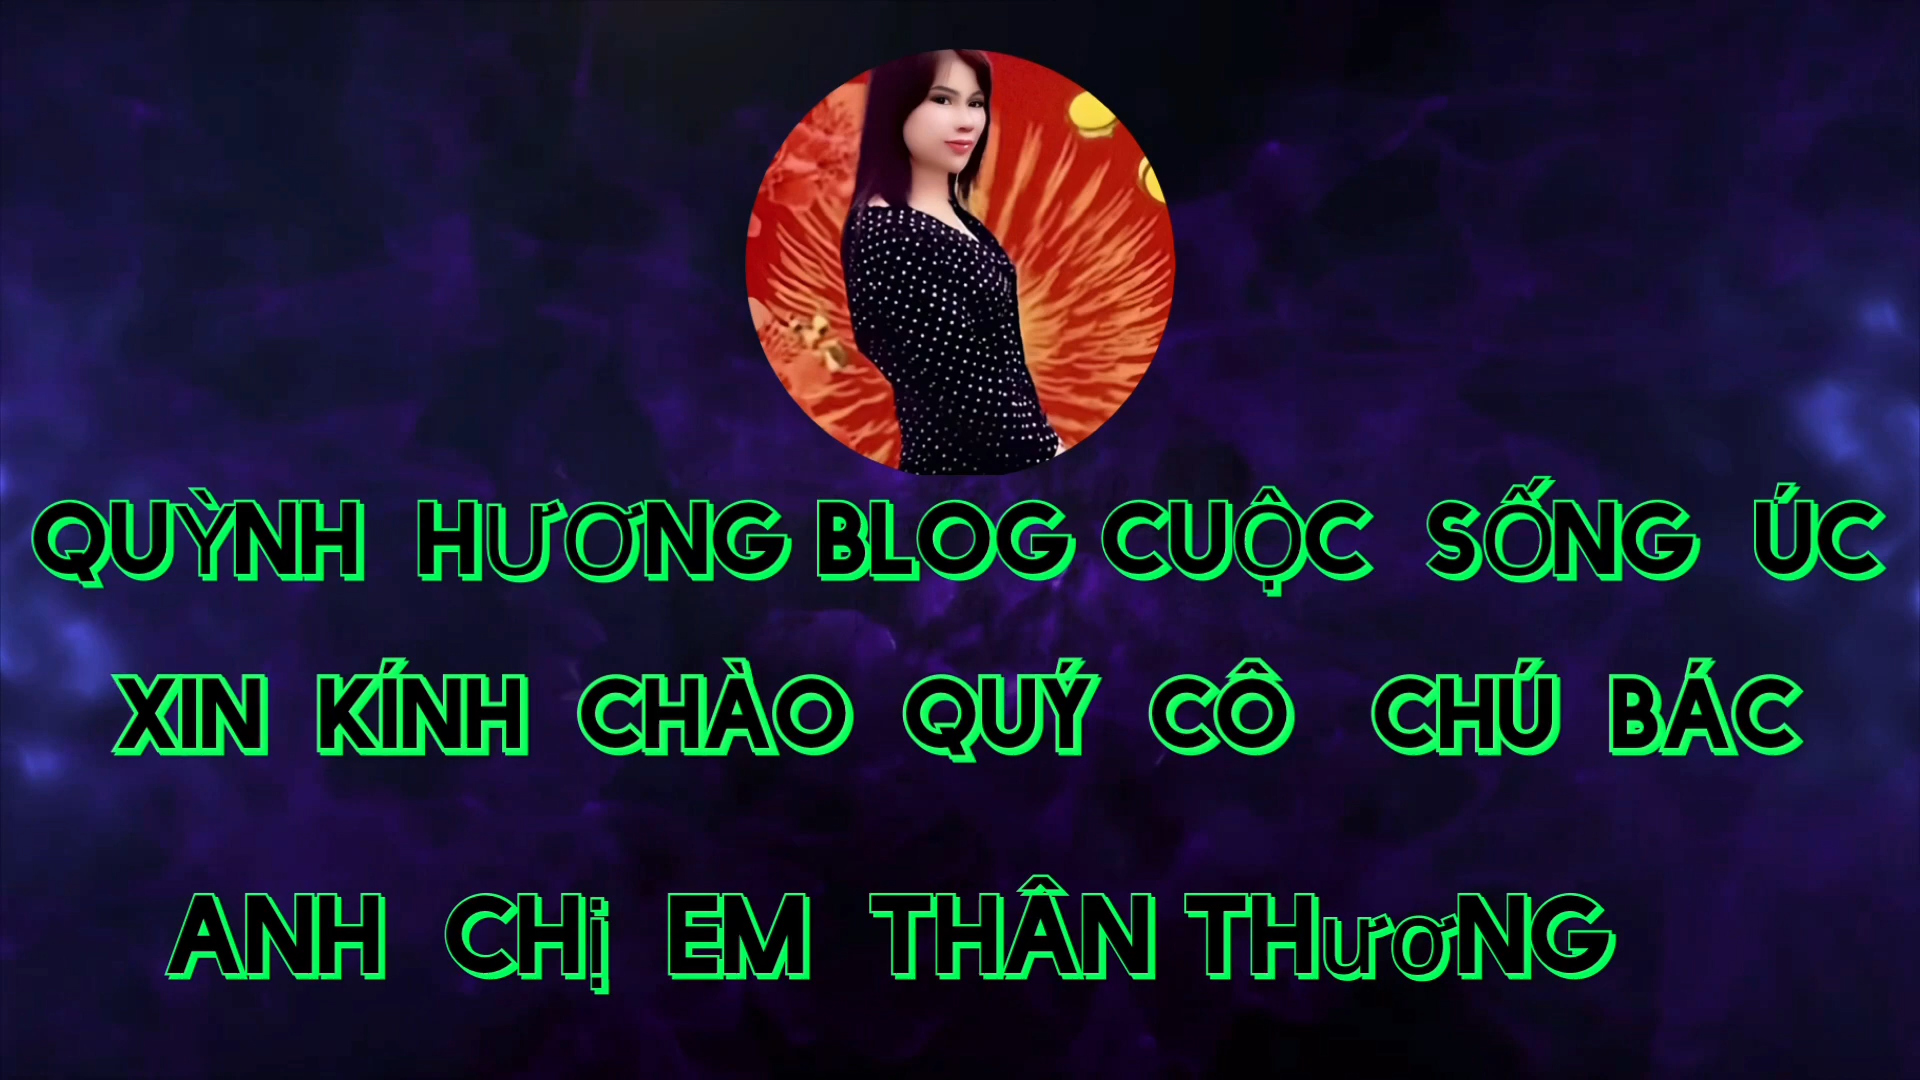 QUỲNH HƯƠNG BLOG CUỘC SỐNG ÚC
XIN KÍNH CHÀO QUÝ CÔ CHÚ BÁC
ANH CHị EM THÂN THươNG